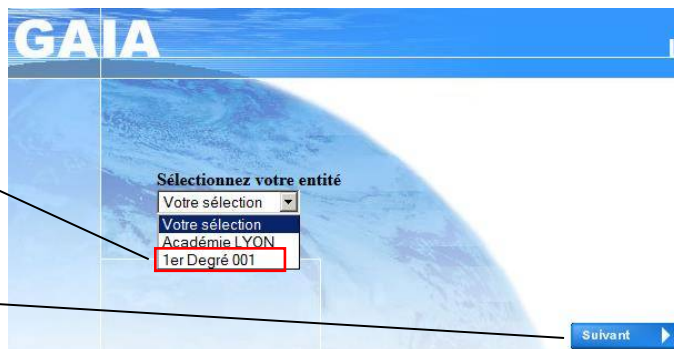 GAIA
Sélectionnez votre entité
Votre sélection
Votre sélection
Académie LYON
1er Degré 001
Suivant